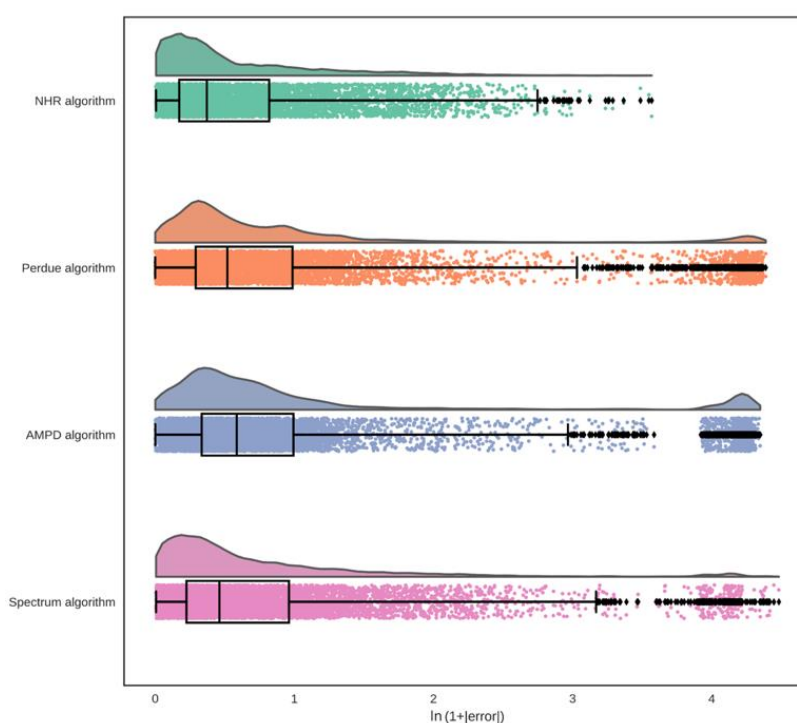 NHR algorithm
Perdue algorithm
AMPD algorithm
Spectrum algorithm
0 1 2 3 4
ln (1+|error|)